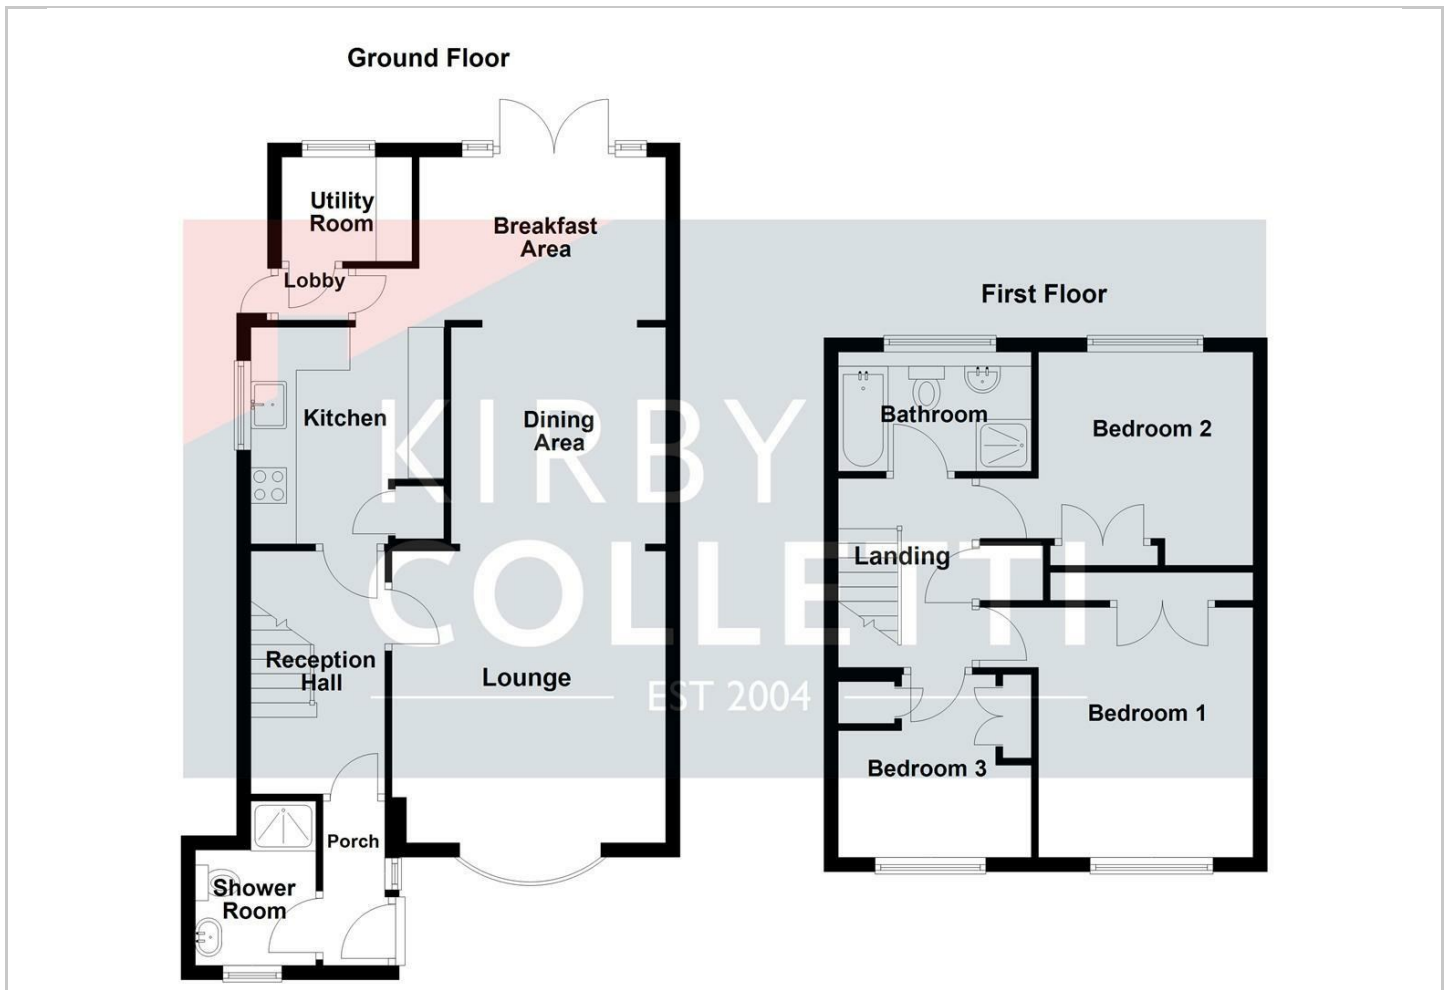 Ground Floor
Utility
Room
Breakfast
Area
Lobby
Kitchen
Dining
Area
Reception
Hall
Lounge
Porch
Shower
Room
First Floor
Bathroom
Bedroom 2
Landing
Bedroom 1
Bedroom 3
KIRBY
COLLETTI
EST 2004